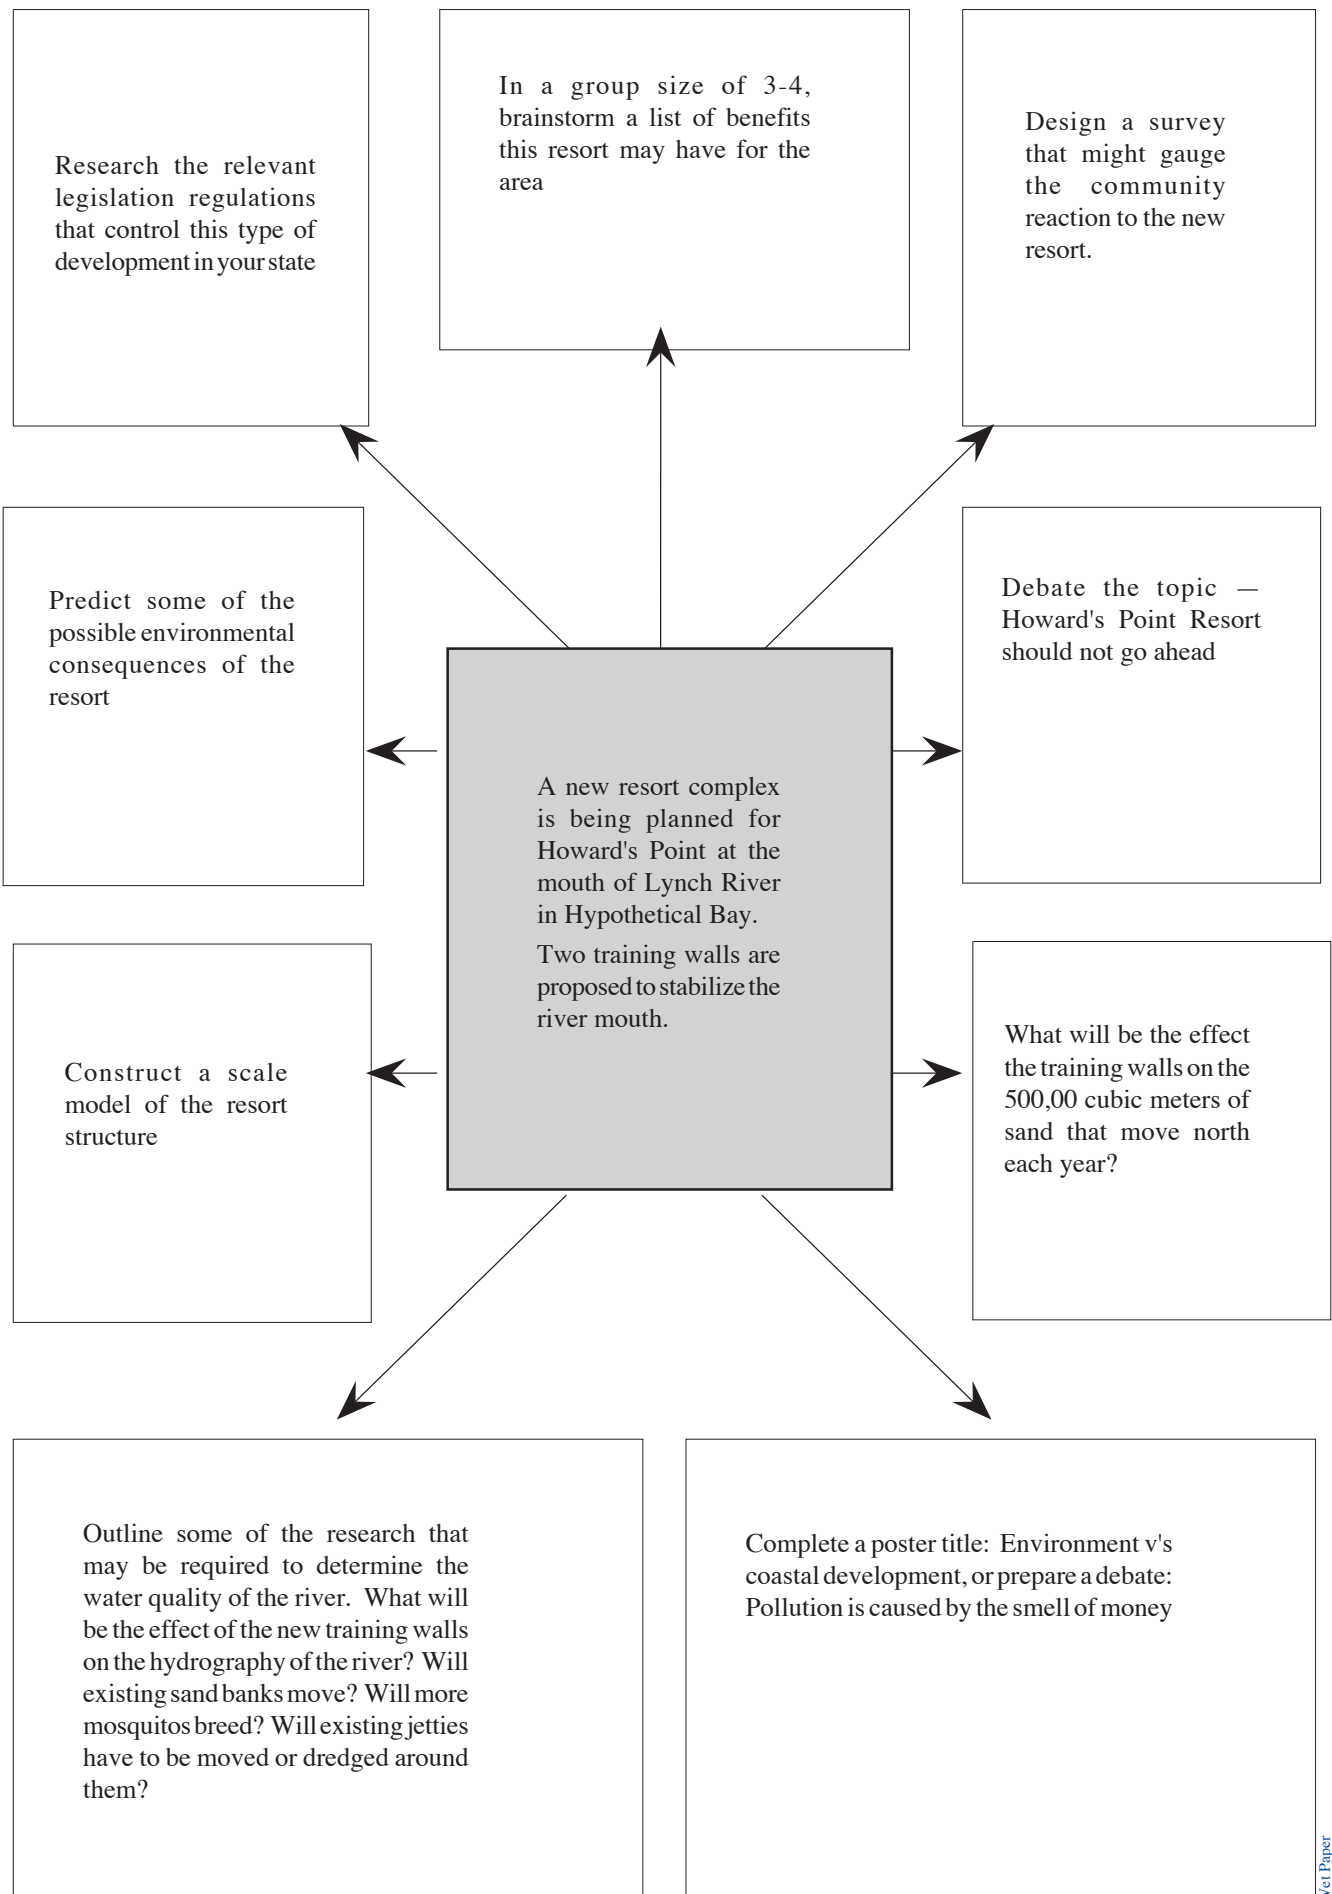 Research the relevant
legislation regulations
that control this type of
development in your state
In a group size of 3-4,
brainstorm a list of benefits
this resort may have for the
area
Design a survey
that might gauge
the community
reaction to the new
resort.
Predict some of the
possible environmental
consequences of the
resort
Debate the topic —
Howard's Point Resort
should not go ahead
A new resort complex
is being planned for
Howard's Point at the
mouth of Lynch River
in Hypothetical Bay.
Two training walls are
proposed to stabilize the
river mouth.
Construct a scale
model of the resort
structure
What will be the effect
the training walls on the
500,00 cubic meters of
sand that move north
each year?
Outline some of the research that
may be required to determine the
water quality of the river. What will
be the effect of the new training walls
on the hydrography of the river? Will
existing sand banks move? Will more
mosquitos breed? Will existing jetties
have to be moved or dredged around
them?
Complete a poster title: Environment v's
coastal development, or prepare a debate:
Pollution is caused by the smell of money
Paper